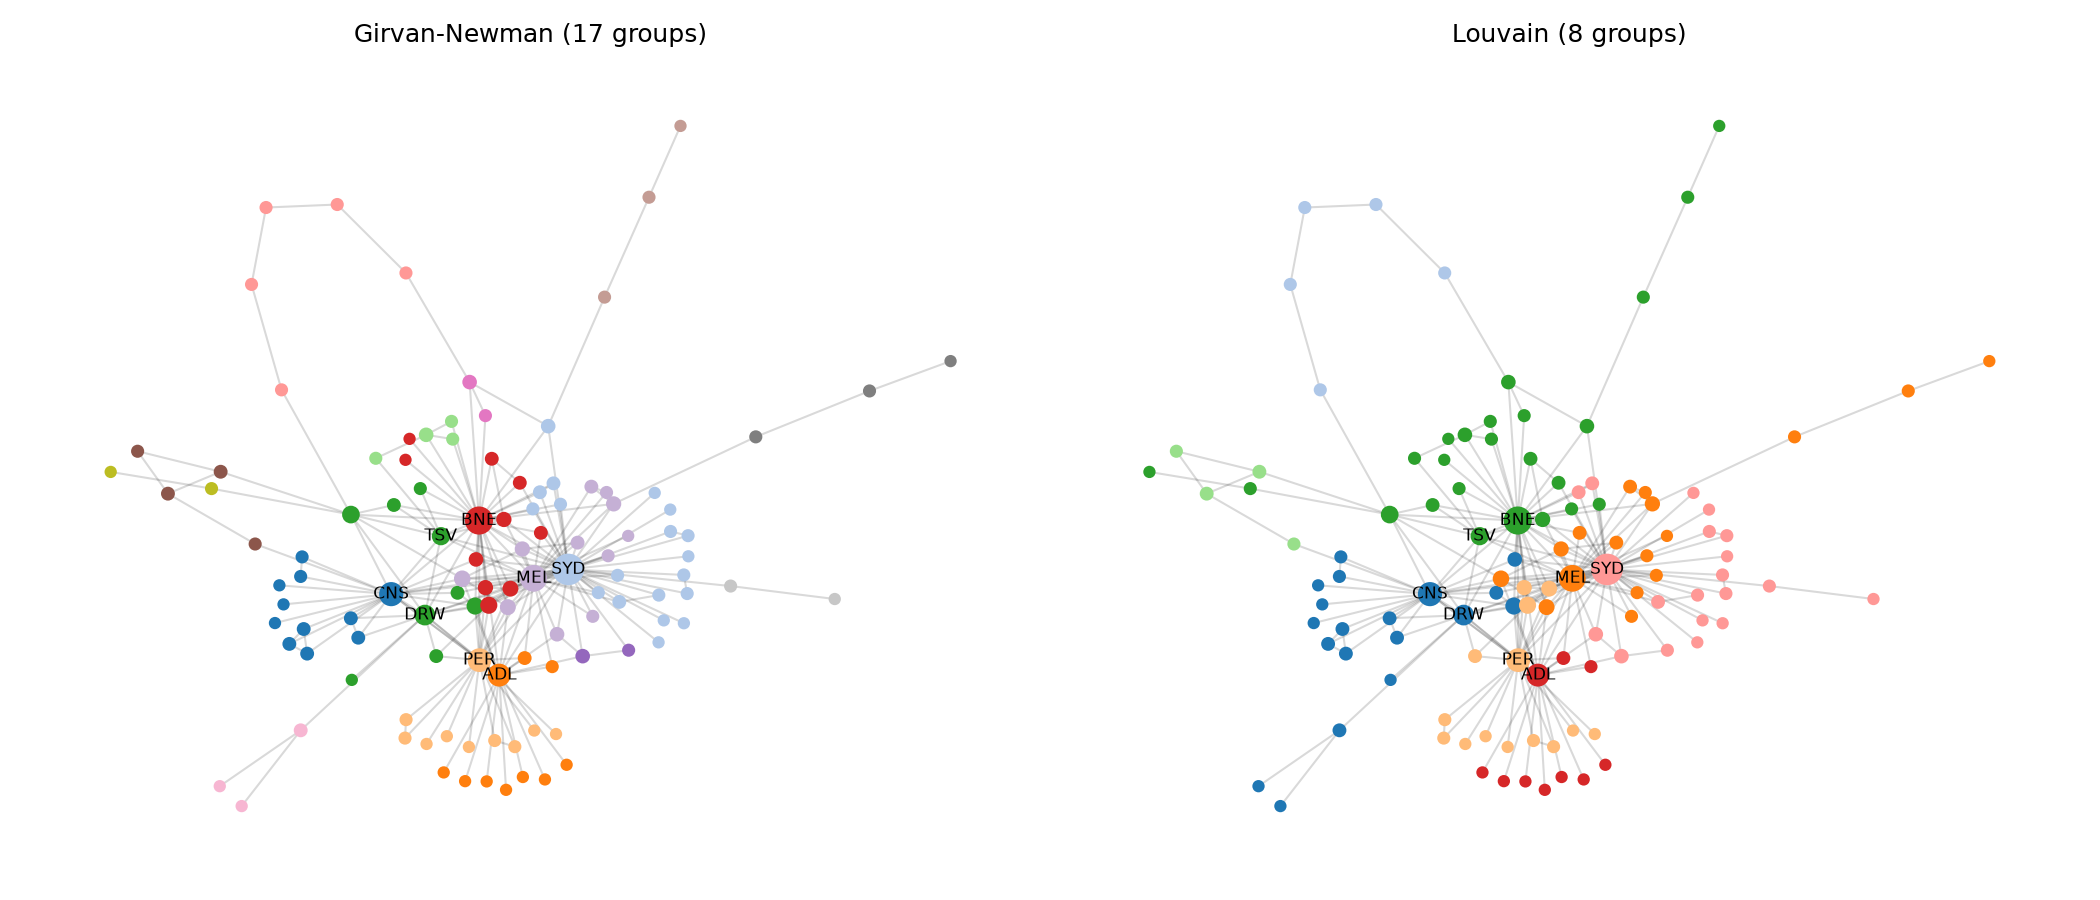 Girvan-Newman (17 groups)
BNE
TSV
SYD
MEL
CNS
DRW
PER
ADL
Louvain (8 groups)
BNE
TSV
SYD
MEL
CNS
DRW
PER
ADL